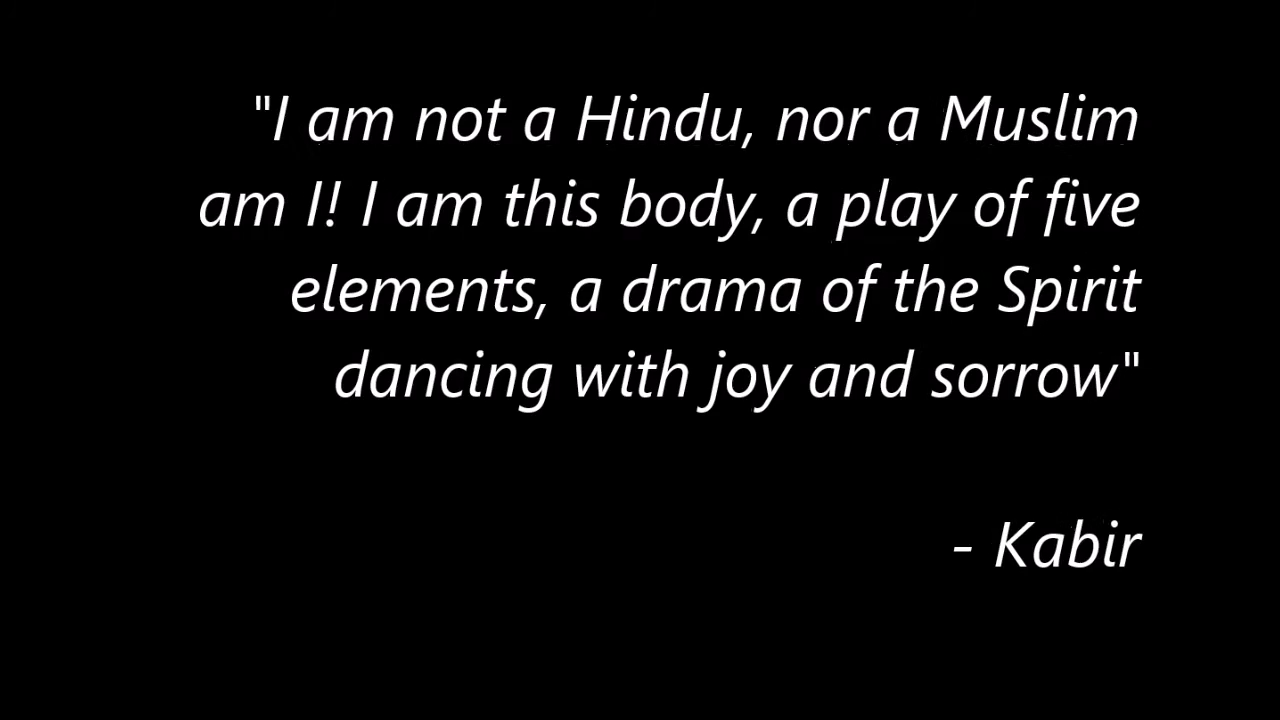 "I am not a Hindu, nor a Muslim
am I! I am this body, a play of five
elements, a drama of the Spirit
dancing with joy and sorrow"
- Kabir